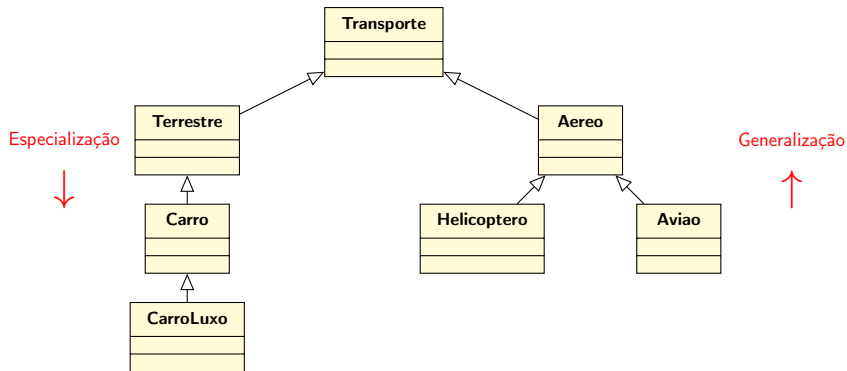 Transporte
Terrestre
Aereo
Especialização
Generalização
Carro
Helicoptero
Aviao
CarroLuxo